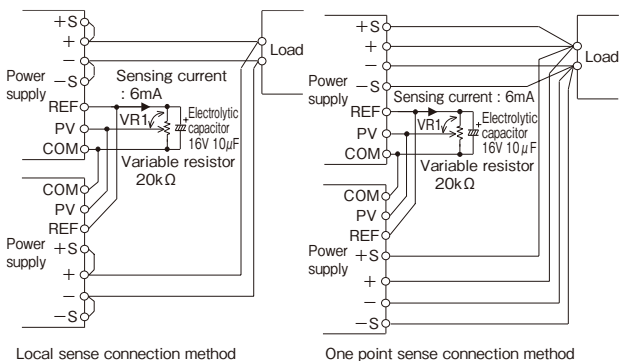 +S
+
−
−S
Power
supply
REF
PV
COM
Sensing current
: 6mA
VR1
+
Electrolytic
capacitor
16V 10μF
Variable resistor
20kΩ
Load
COM
PV
REF
Power
supply
+S
+
−
−S
Local sense connection method
+S
+
−
−S
Power
supply
REF
PV
COM
Sensing current : 6mA
VR1
+
Electrolytic
capacitor
16V 10μF
Variable resistor
20kΩ
Load
COM
PV
REF
Power
supply
+S
+
−
−S
One point sense connection method